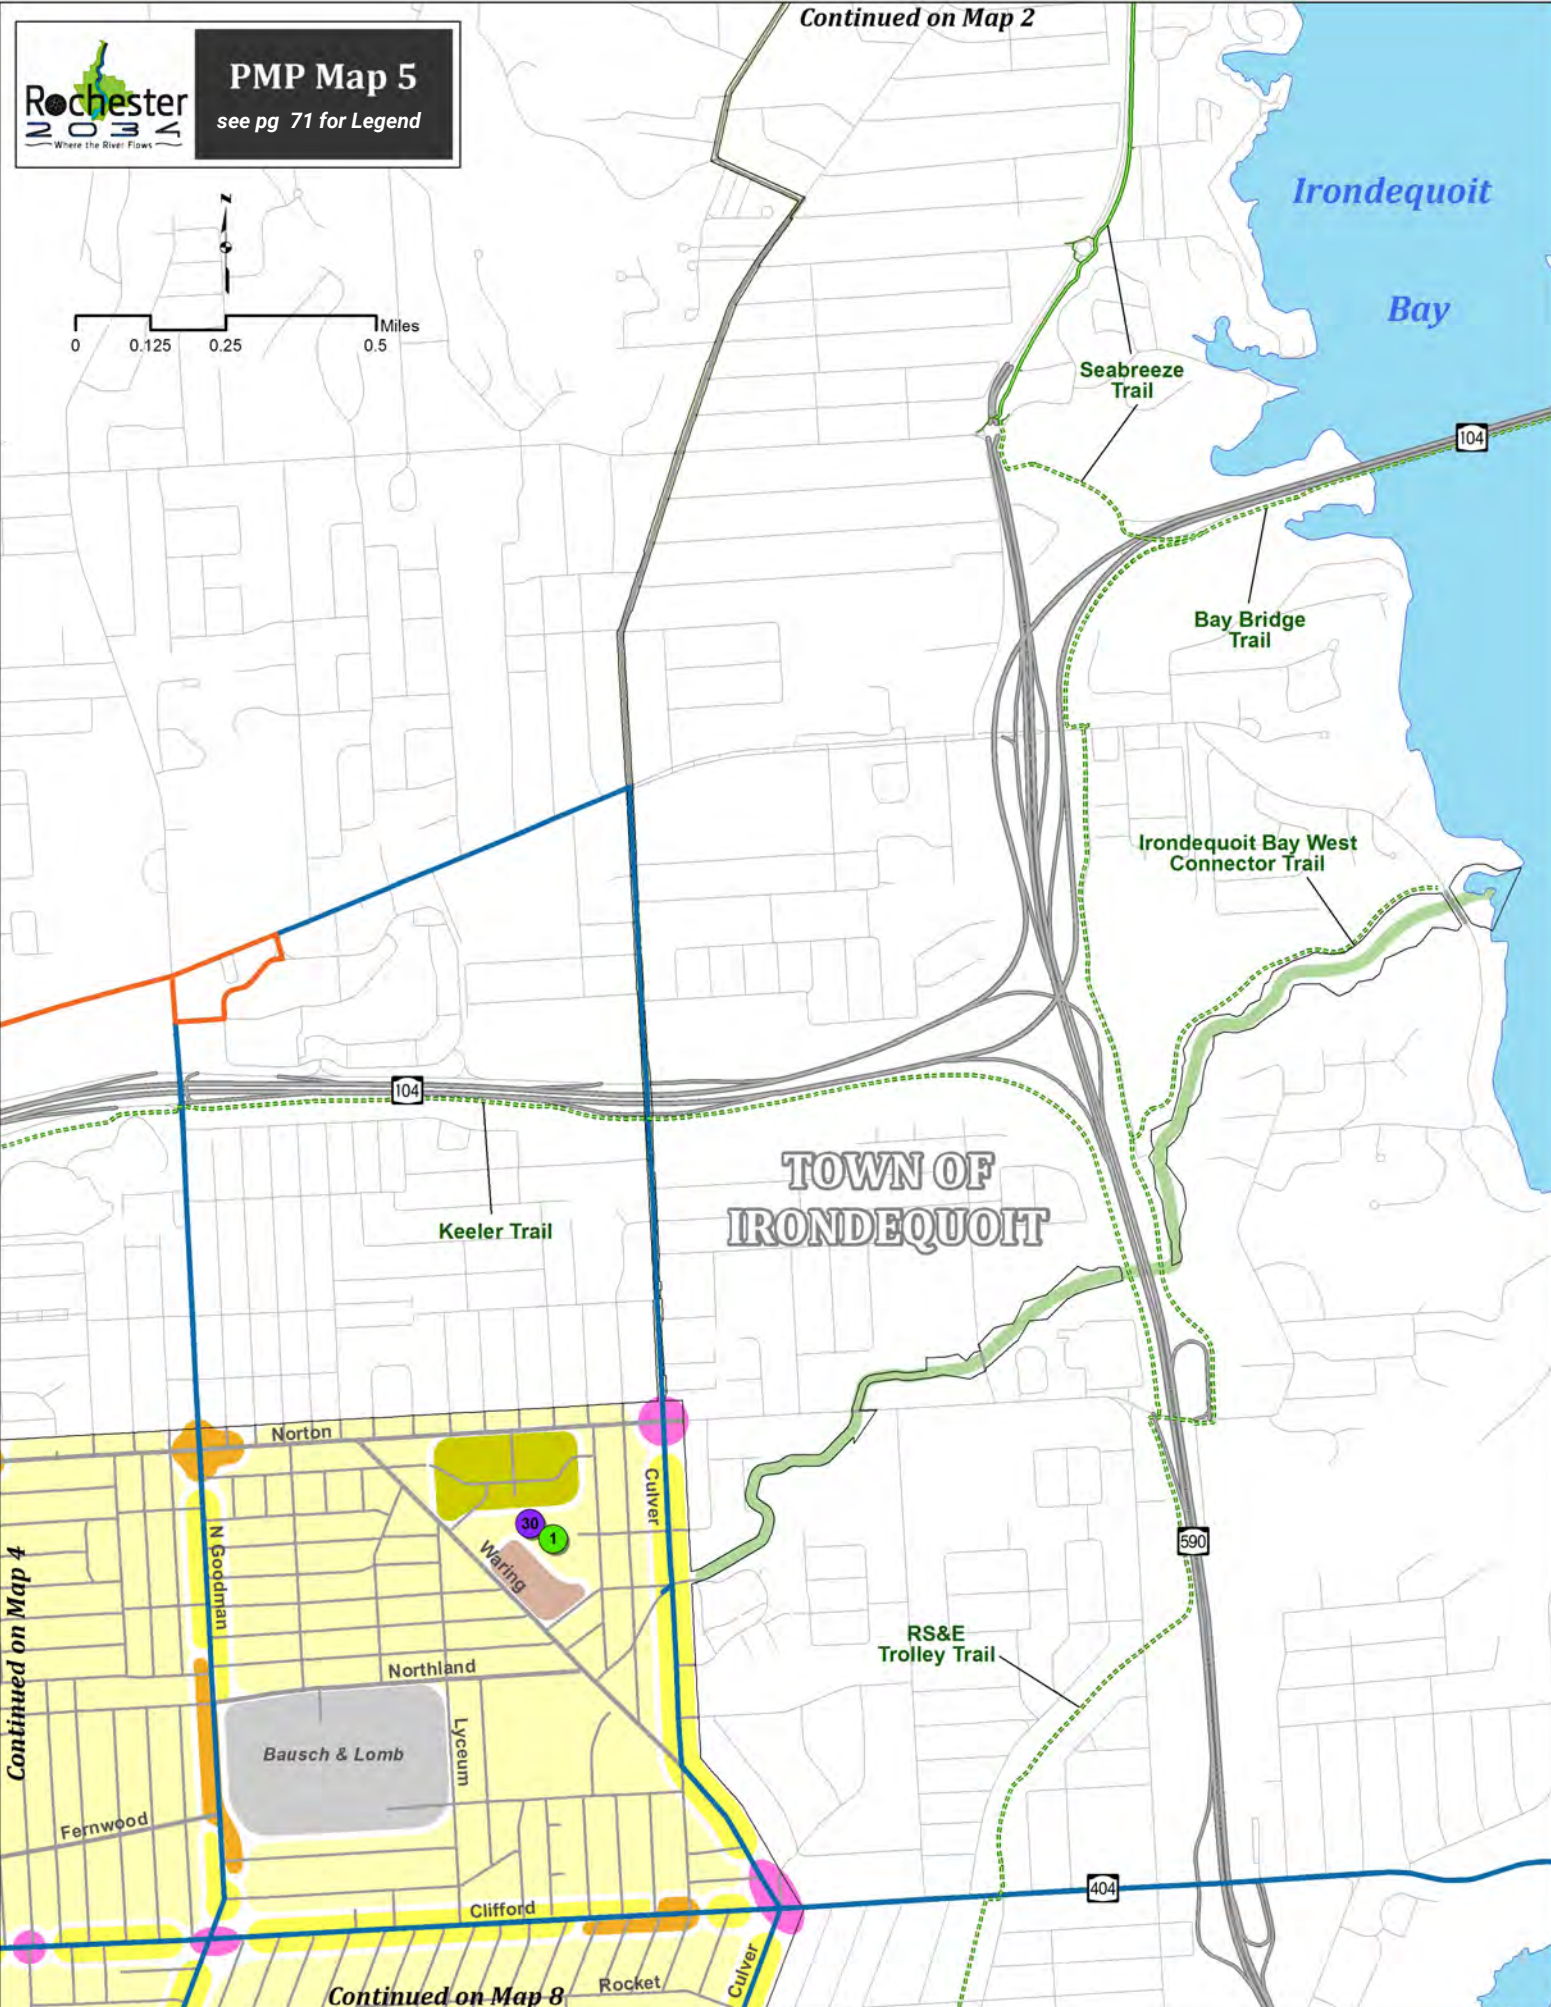 Continued on Map 2
Rochester
2034
Where the River Flows
PMP Map 5
see pg 71 for Legend
N
Miles
0 0.125 0.25 0.5
Irondequoit
Bay
Seabreeze
Trail
104
Bay Bridge
Trail
Irondequoit Bay West
Connector Trail
104
Keeler Trail
TOWN OF
IRONDEQUOIT
Norton
Culver
30
1
Waring
N Goodman
590
Continued on Map 4
RS&E
Trolley Trail
Northland
Bausch & Lomb
Lyceum
Fernwood
404
Clifford
Culver
Rocket
Continued on Map 8